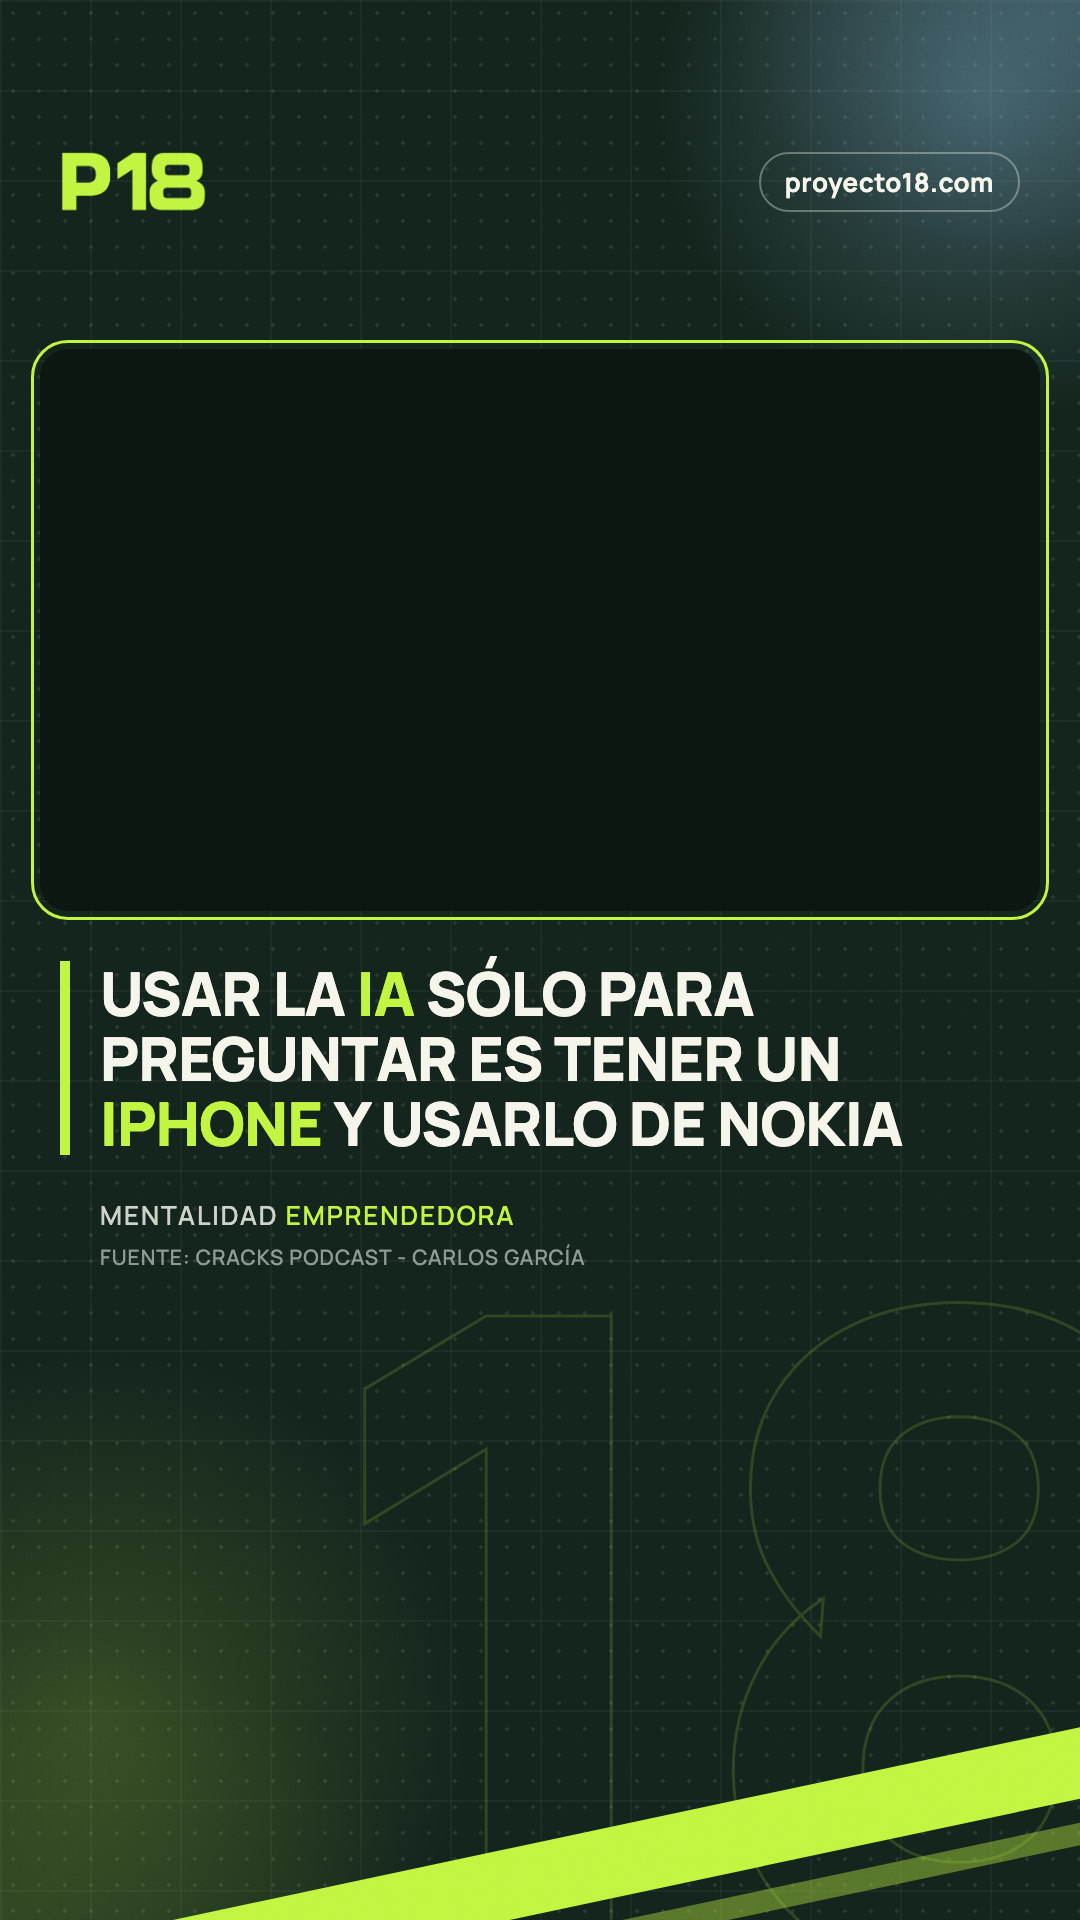 P18
proyecto18.com
USAR LA IA SÓLO PARA
PREGUNTAR ES TENER UN
IPHONE Y USARLO DE NOKIA
MENTALIDAD EMPRENDEDORA
FUENTE: CRACKS PODCAST - CARLOS GARCÍA
18